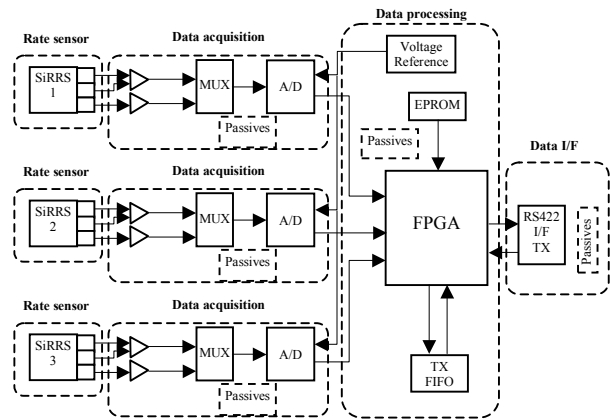 Data processing
Rate sensor
Data acquisition
SiRRS
1
MUX
A/D
Passives
Voltage
Reference
EPROM
Passives
Data I/F
Rate sensor
Data acquisition
SiRRS
2
MUX
A/D
Passives
FPGA
RS422
I/F
TX
Passives
Rate sensor
Data acquisition
SiRRS
3
MUX
A/D
Passives
TX
FIFO